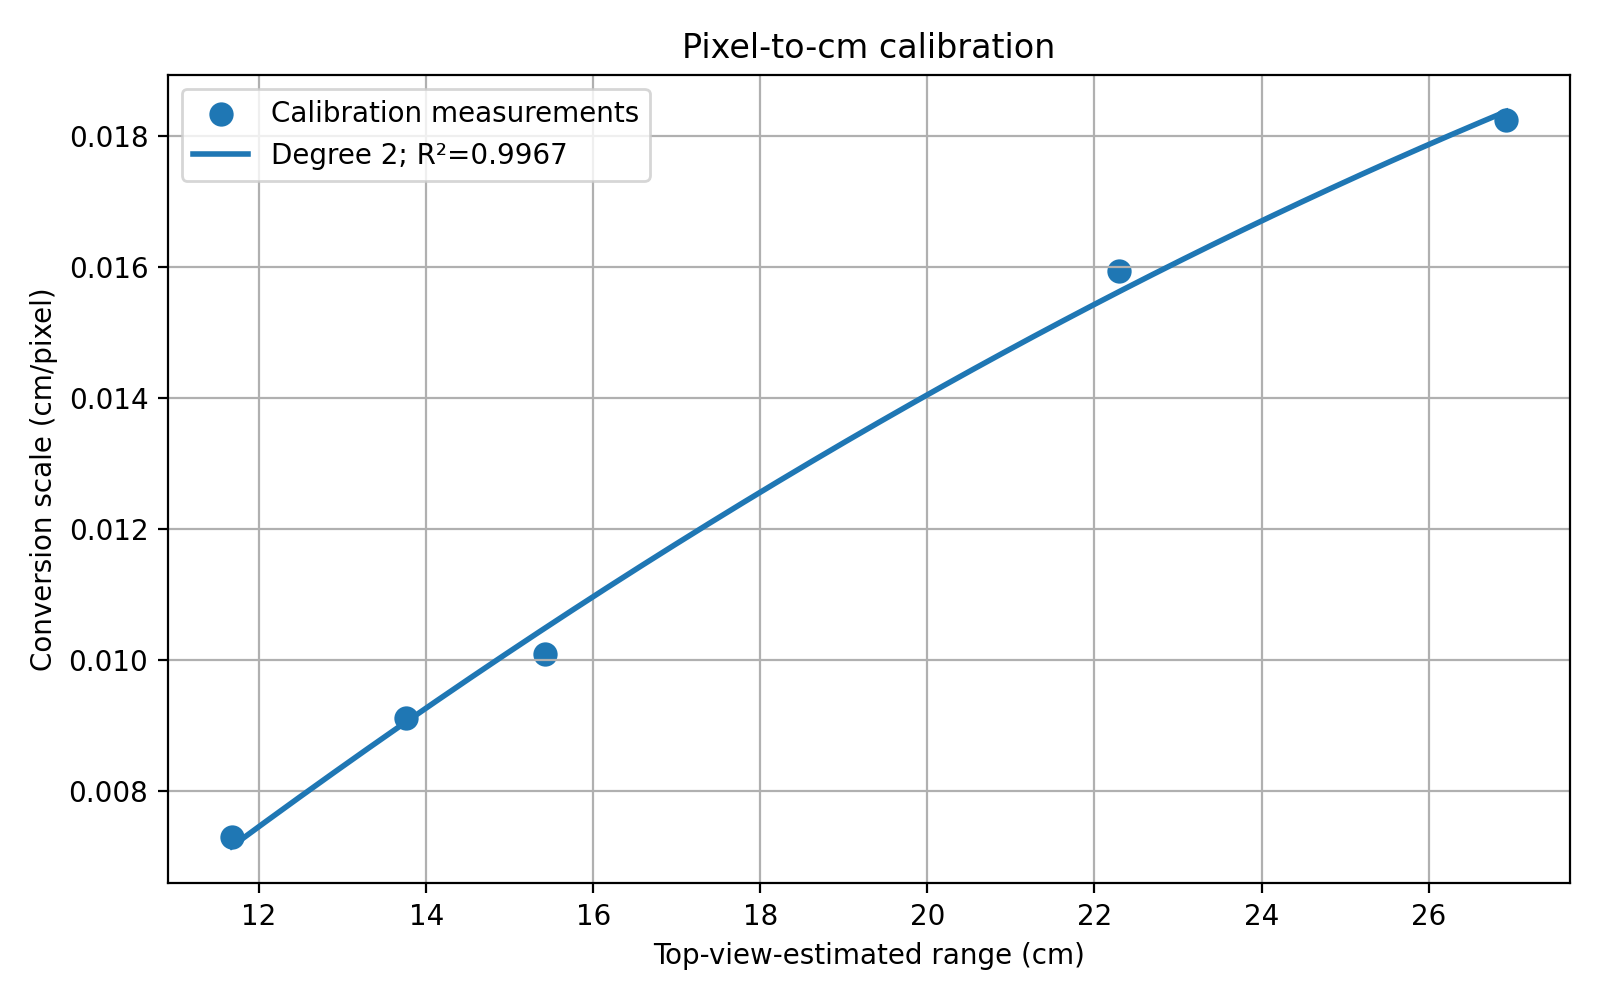 Pixel-to-cm calibration
Calibration measurements
Degree 2; R²=0.9967
0.018
0.016
0.014
0.012
0.010
0.008
Conversion scale (cm/pixel)
12 14 16 18 20 22 24 26
Top-view-estimated range (cm)